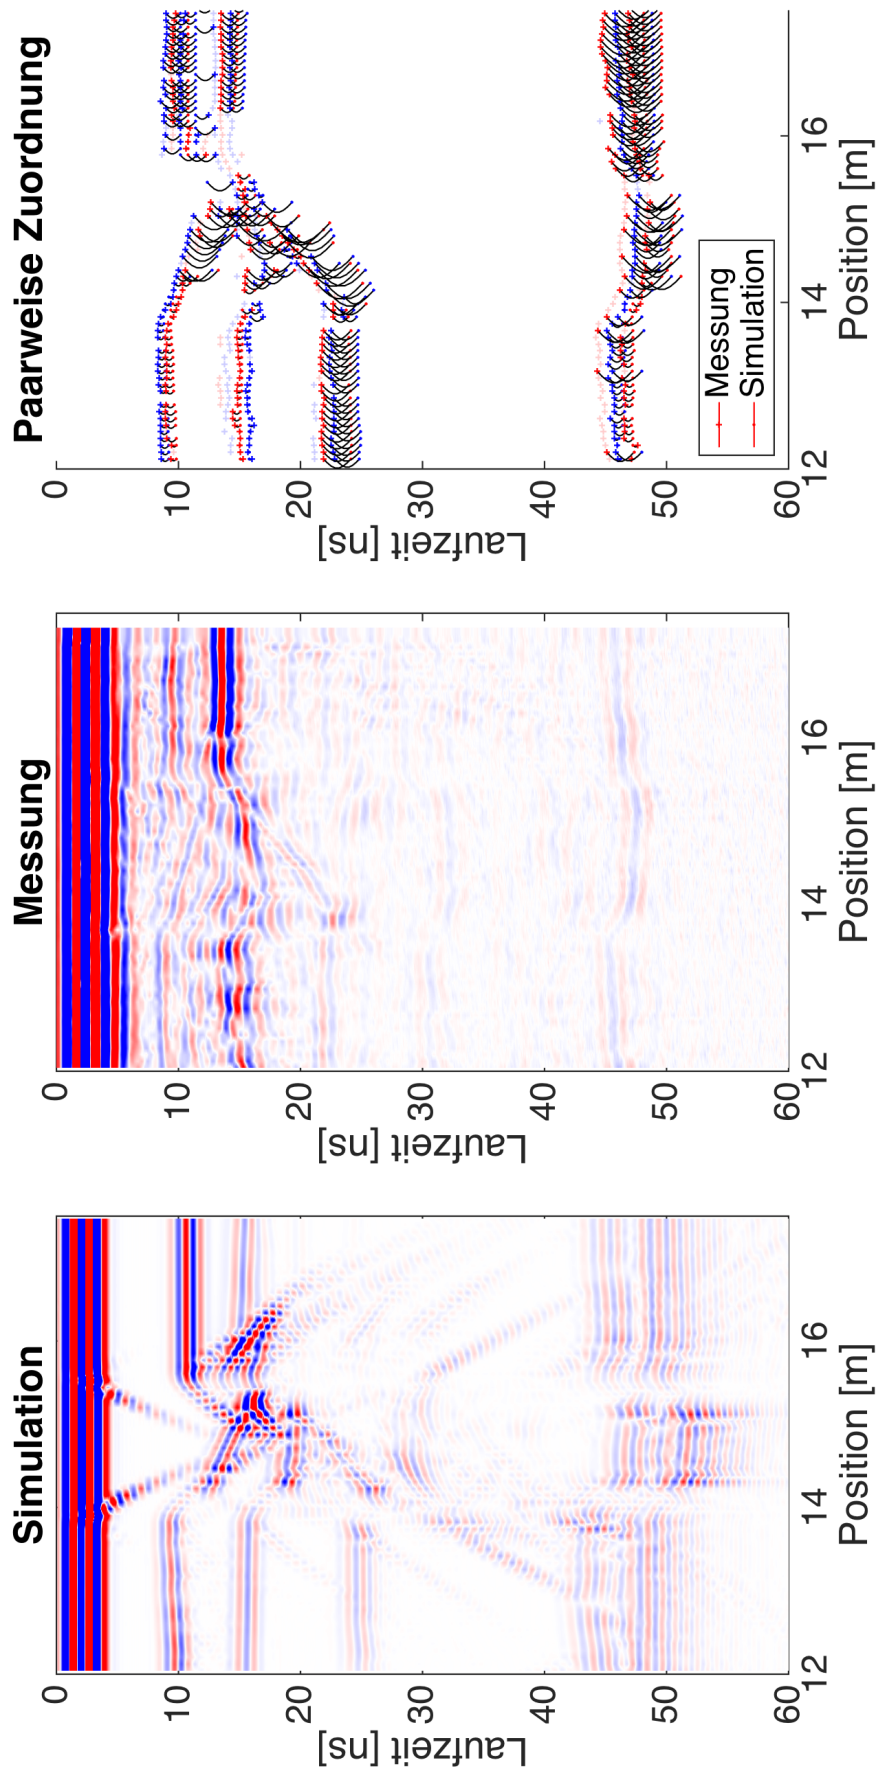 Simulation
Laufzeit [ns]
0
10
20
30
40
50
60
12 14 16
Position [m]
Messung
Laufzeit [ns]
0
10
20
30
40
50
60
12 14 16
Position [m]
Paarweise Zuordnung
Laufzeit [ns]
0
10
20
30
40
50
60
Messung
Simulation
12 14 16
Position [m]